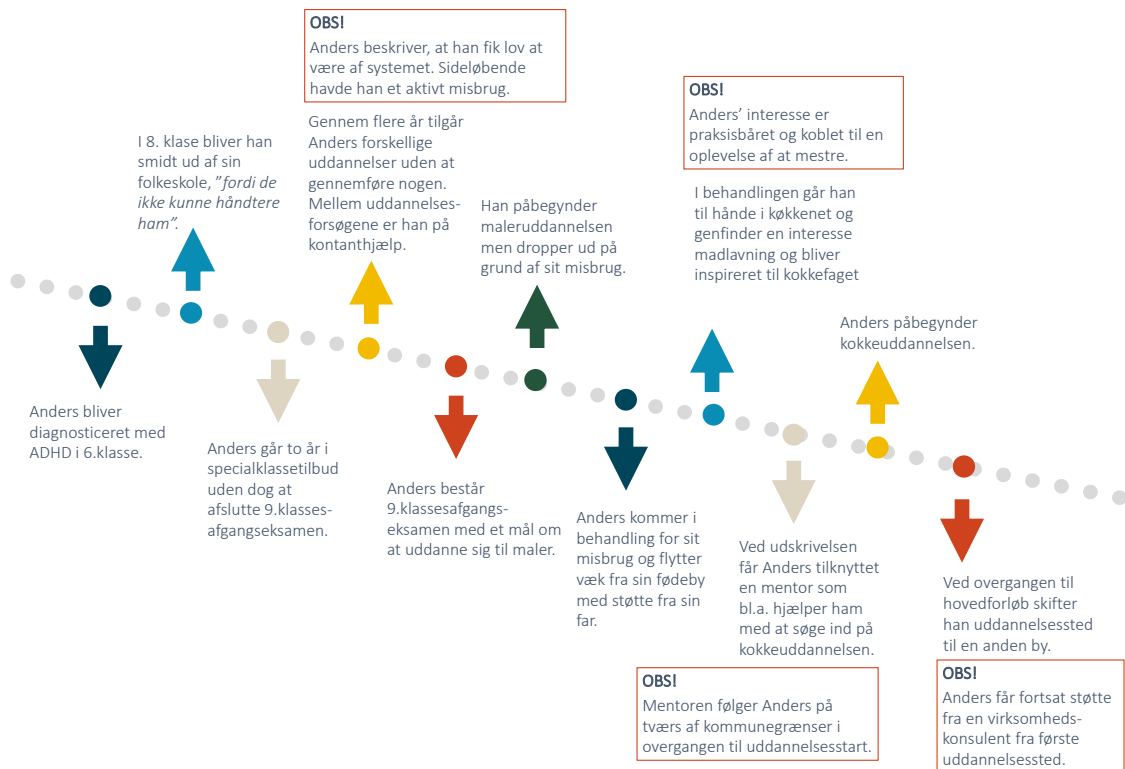 OBS!
Anders beskriver, at han fik lov at
være af systemet. Sideløbende
havde han et aktivt misbrug.
Gennem flere år tilgår
Anders forskellige
uddannelser uden at
gennemføre nogen.
Mellem uddannelses-
forsøgene er han på
kontanthjælp.
I 8. klase bliver han
smidt ud af sin
folkeskole, "fordi de
ikke kunne håndtere
ham".
Han påbegynder
maleruddannelsen
men dropper ud på
grund af sit misbrug.
OBS!
Anders' interesse er
praksisbåret og koblet til en
oplevelse af at mestre.
I behandlingen går han
til hånde i køkkenet og
genfinder en interesse
madlavning og bliver
inspireret til kokkefaget
Anders påbegynder
kokkeuddannelsen.
Anders bliver
diagnosticeret med
ADHD i 6.klasse.
Anders går to år i
specialklassetilbud
uden dog at
afslutte 9.klasses-
afgangseksamen.
Anders består
9.klassesafgangs-
eksamen med et mål om
at uddanne sig til maler.
Anders kommer i
behandling for sit
misbrug og flytter
væk fra sin fødeby
med støtte fra sin
far.
Ved udskrivelsen
får Anders tilknyttet
en mentor som
bl.a. hjælper ham
med at søge ind på
kokkeuddannelsen.
OBS!
Mentoren følger Anders på
tværs af kommunegrænser i
overgangen til uddannelsesstart.
Ved overgangen til
hovedforløb skifter
han uddannelsessted
til en anden by.
OBS!
Anders får fortsat støtte
fra en virksomheds-
konsulent fra første
uddannelsessted.